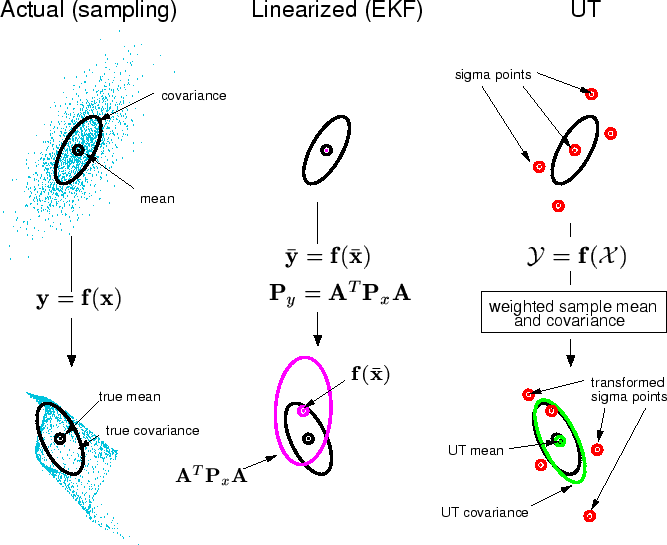 Actual (sampling)
Linearized (EKF)
UT
covariance
mean
sigma points
y = f(x)
ȳ = f(x̄)
P_y = A^T P_x A
𝒴 = f(𝒳)
weighted sample mean
and covariance
true mean
true covariance
f(x̄)
A^T P_x A
transformed
sigma points
UT mean
UT covariance